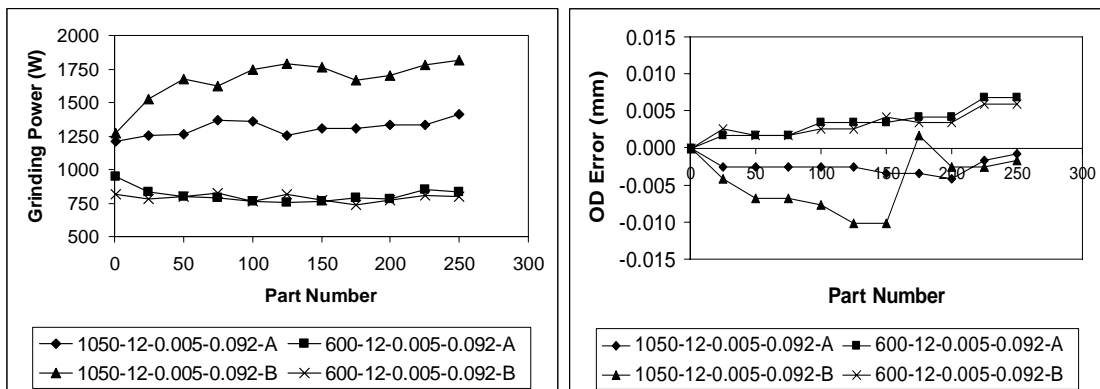 2000
1750
1500
1250
1000
750
500
Grinding Power (W)
0 50 100 150 200 250 300
Part Number
1050-12-0.005-0.092-A 600-12-0.005-0.092-A
1050-12-0.005-0.092-B 600-12-0.005-0.092-B
0.015
0.010
0.005
0.000
-0.005
-0.010
-0.015
OD Error (mm)
0 50 100 150 200 250 300
Part Number
1050-12-0.005-0.092-A 600-12-0.005-0.092-A
1050-12-0.005-0.092-B 600-12-0.005-0.092-B